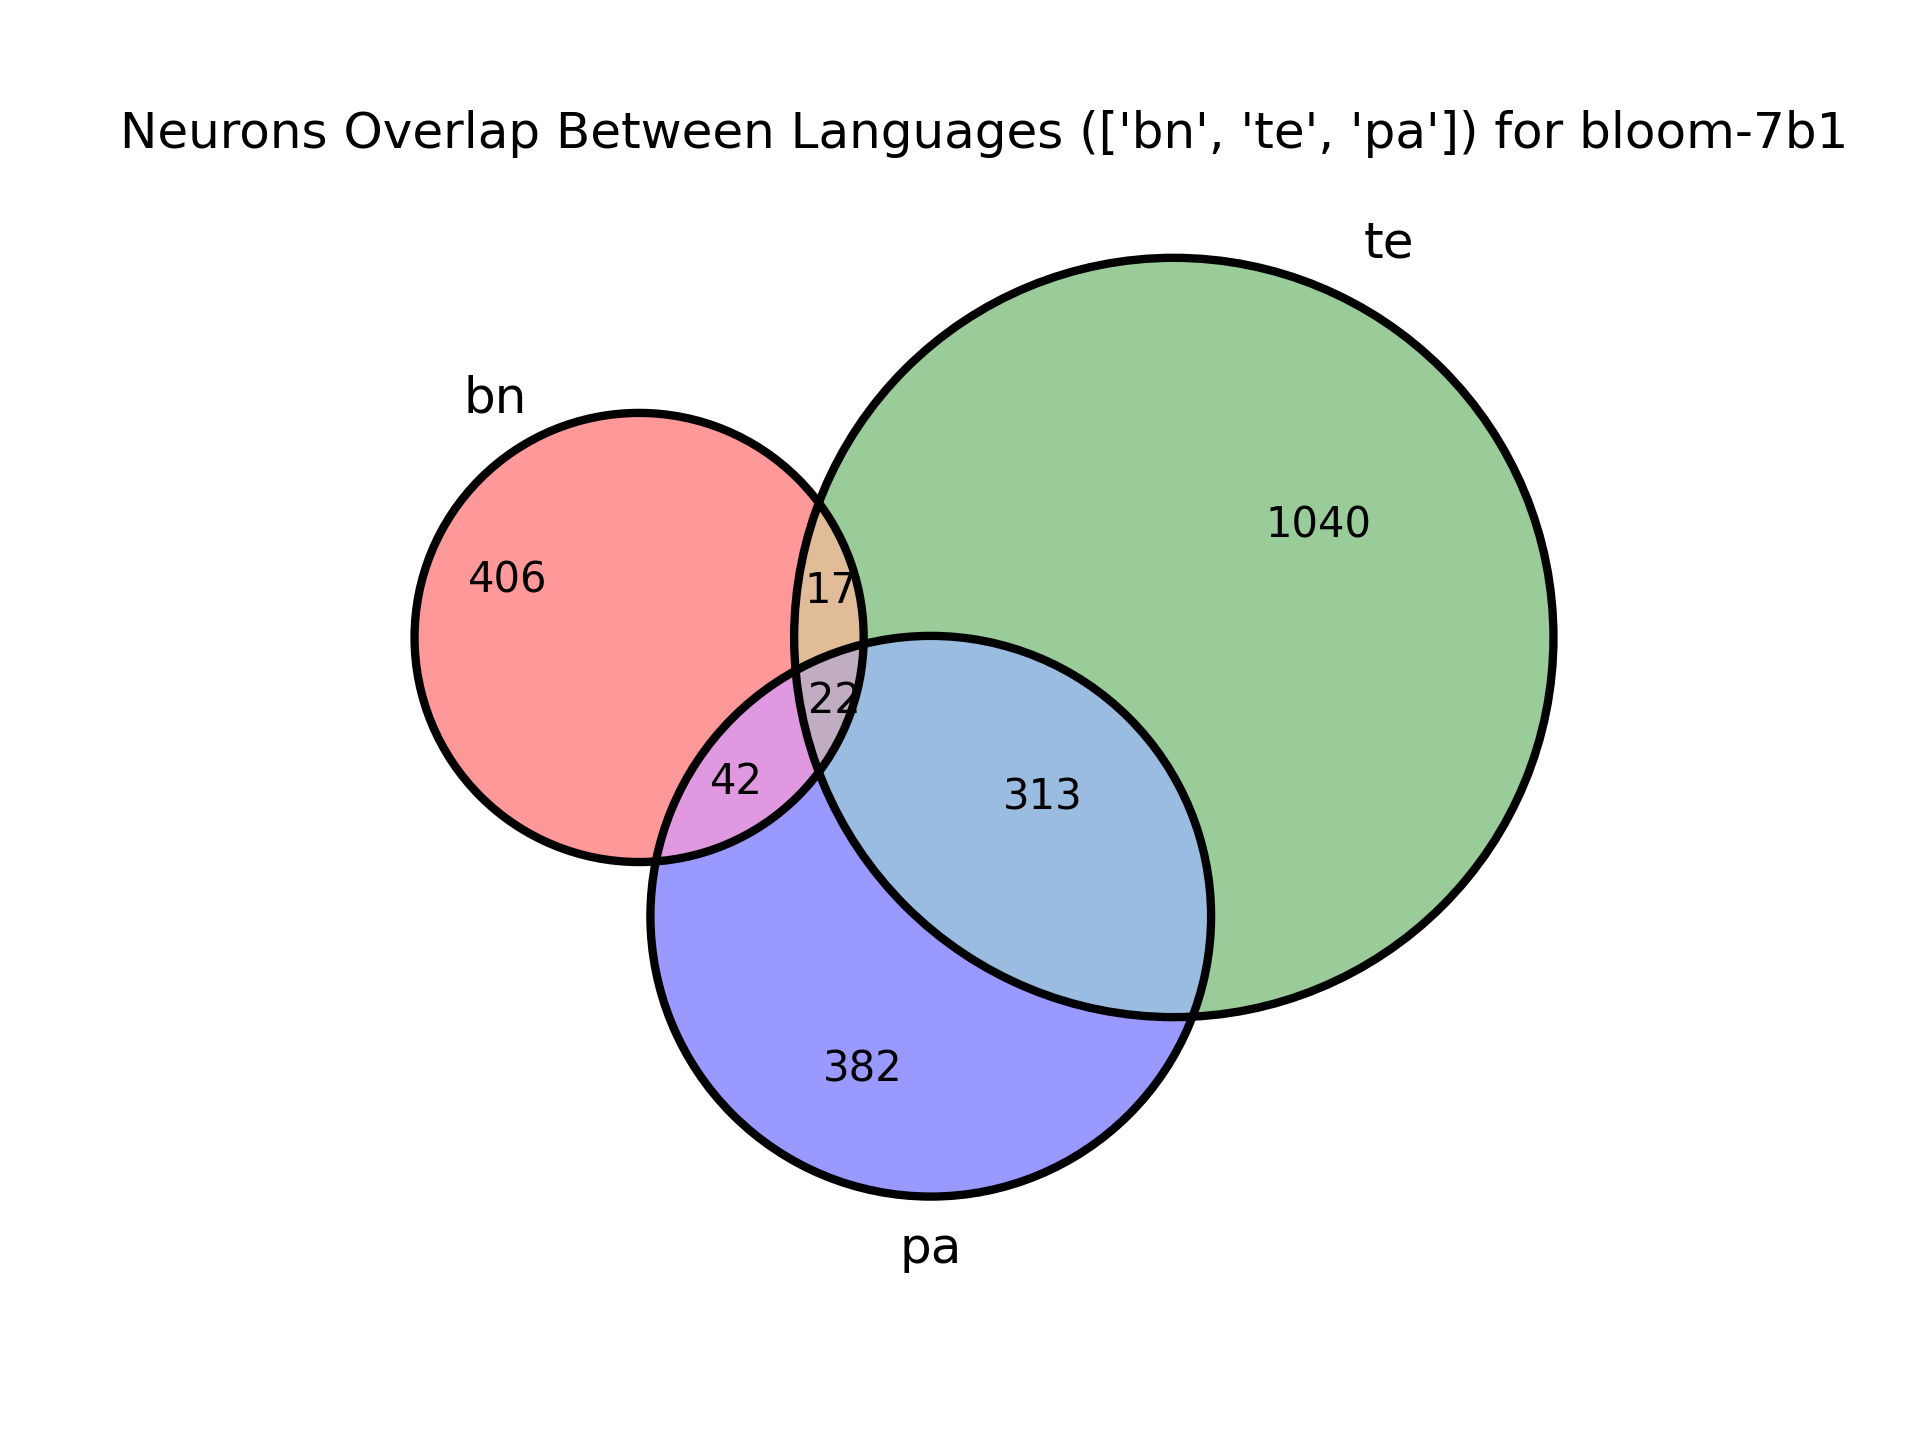 Neurons Overlap Between Languages (['bn', 'te', 'pa']) for bloom-7b1
te
bn
1040
406
17
22
42
313
382
pa